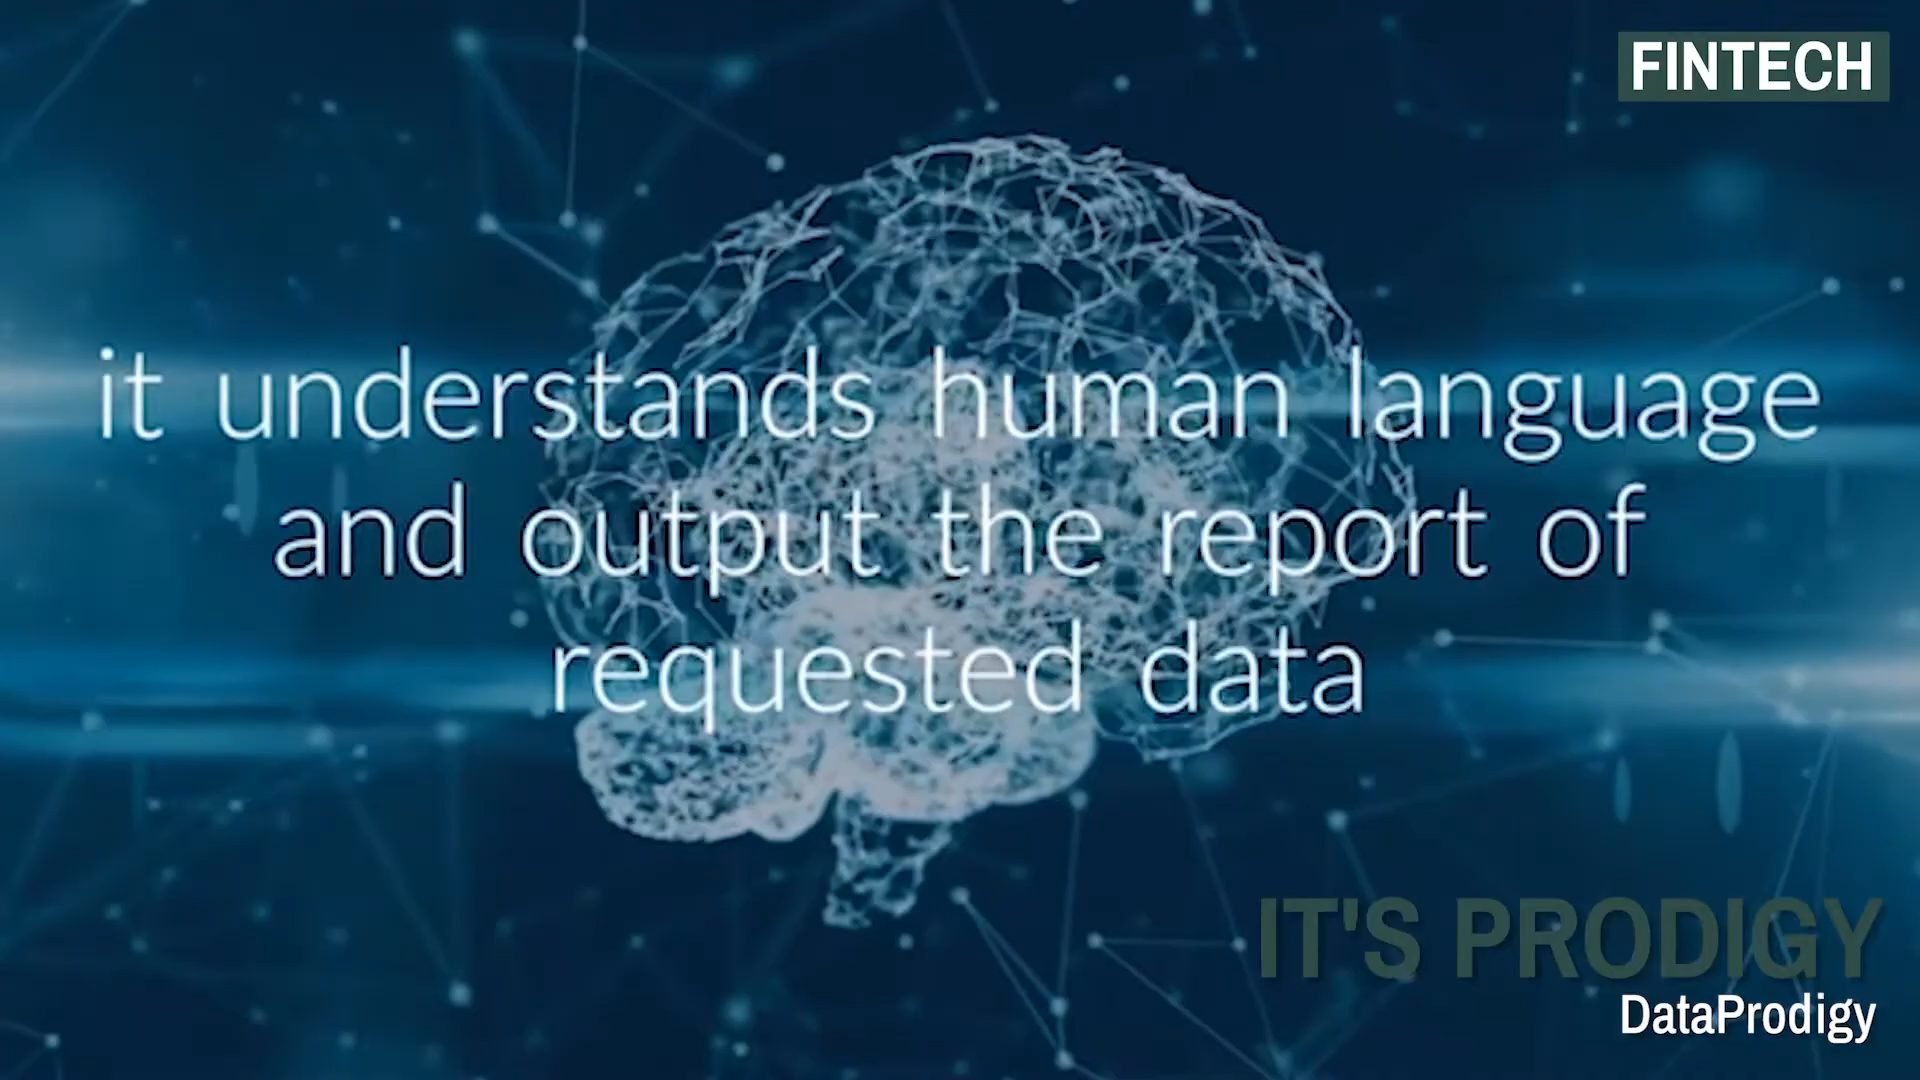 FINTECH
it understands human language
and output the report of
requested data
IT'S PRODIGY
DataProdigy